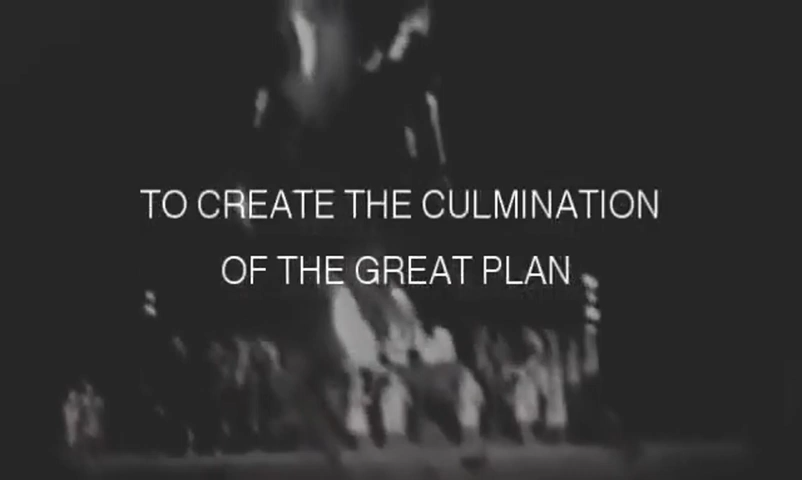 TO CREATE THE CULMINATION
OF THE GREAT PLAN